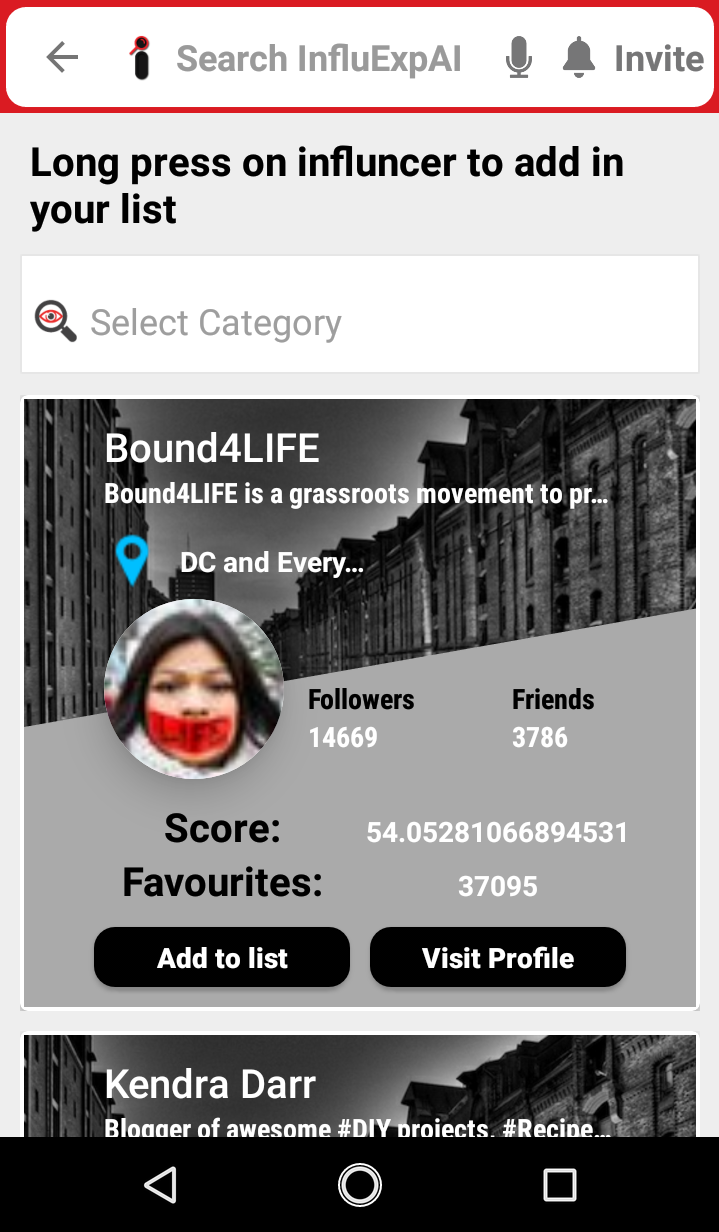 Search InfluExpAI Invite
Long press on influncer to add in
your list
Select Category
Bound4LIFE
Bound4LIFE is a grassroots movement to pr...
DC and Every...
LIFE
Followers Friends
14669 3786
Score: 54.05281066894531
Favourites: 37095
Add to list Visit Profile
Kendra Darr
Blogger of awesome #DIY projects, #Recipe...